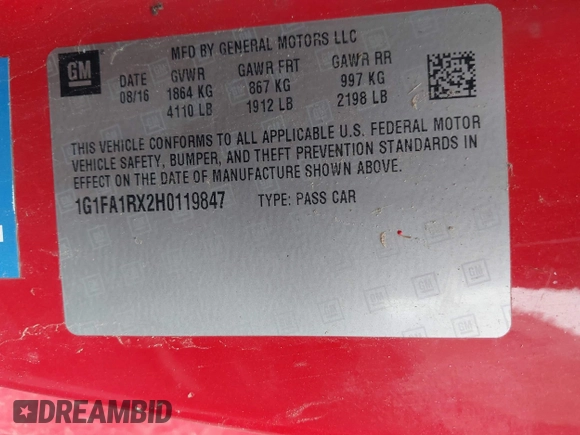 GM
MFD BY GENERAL MOTORS LLC
DATE GVWR GAWR FRT GAWR RR
08/16 1864 KG 867 KG 997 KG
4110 LB 1912 LB 2198 LB
THIS VEHICLE CONFORMS TO ALL APPLICABLE U.S. FEDERAL MOTOR
VEHICLE SAFETY, BUMPER, AND THEFT PREVENTION STANDARDS IN
EFFECT ON THE DATE OF MANUFACTURE SHOWN ABOVE.
1G1FA1RX2H0119847 TYPE: PASS CAR
DREAMBID